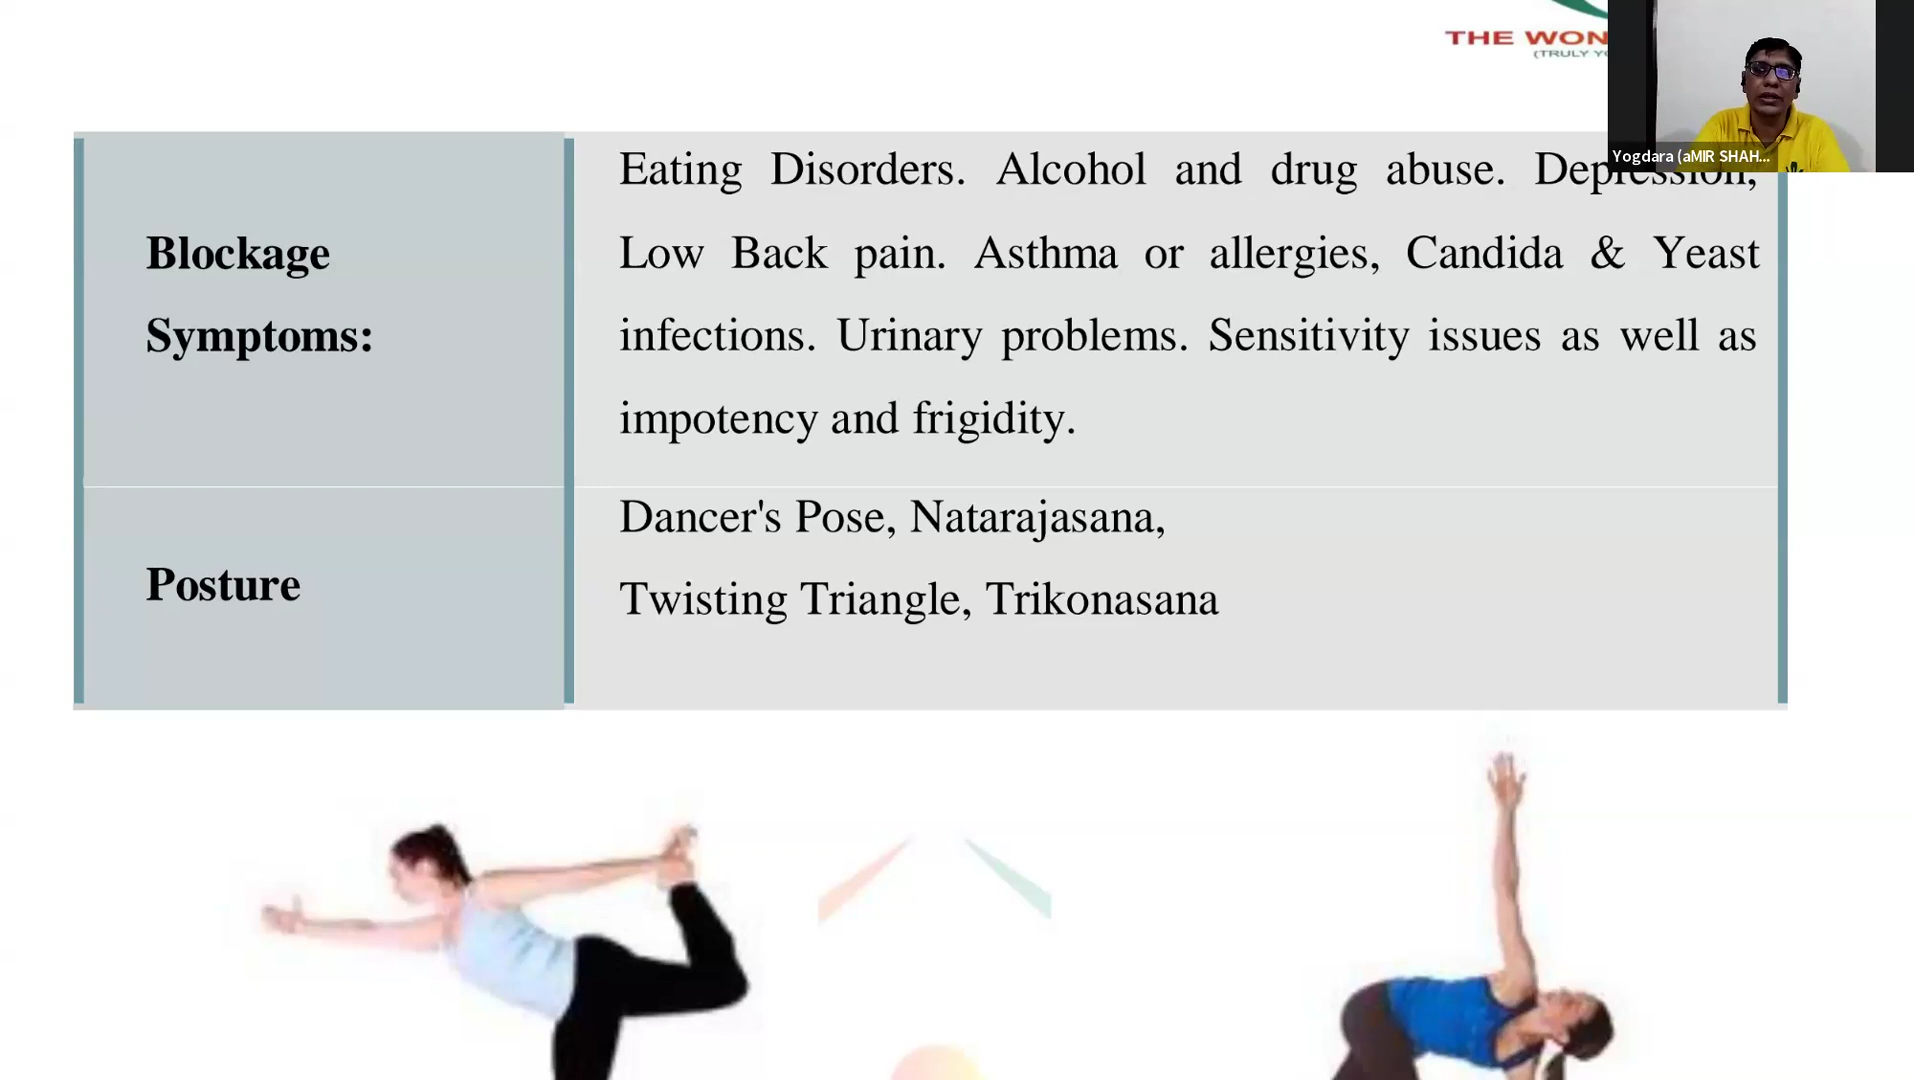 THE WON
(TRULY
Yogdara (aMIR SHAH...
Eating Disorders. Alcohol and drug abuse. Depression,
Blockage
Low Back pain. Asthma or allergies, Candida & Yeast
Symptoms:
infections. Urinary problems. Sensitivity issues as well as
impotency and frigidity.
Dancer's Pose, Natarajasana,
Posture
Twisting Triangle, Trikonasana